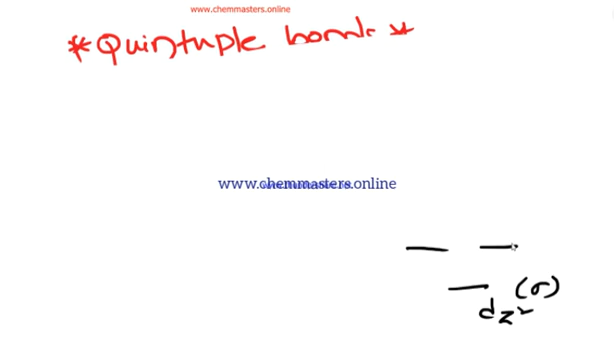 www.chemmasters.online
*Quintuple bond*
www.chemmasters.online
(σ)
dz²